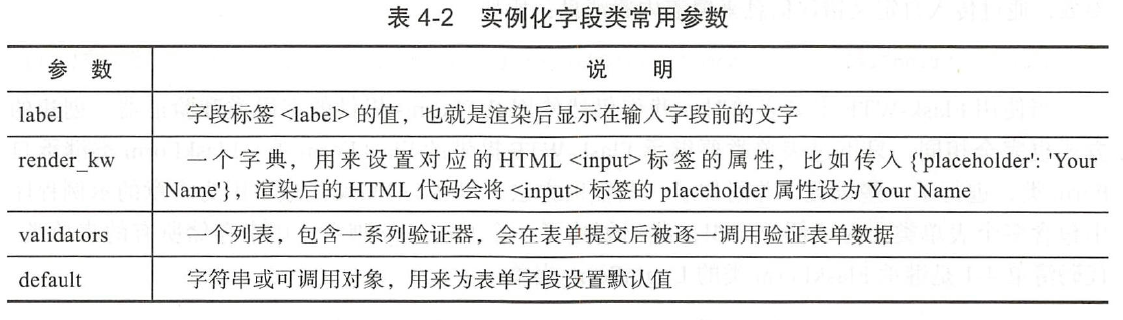 表 4-2 实例化字段类常用参数
参 数 说 明
label 字段标签 <label> 的值，也就是渲染后显示在输入字段前的文字
render_kw 一个字典，用来设置对应的 HTML <input> 标签的属性，比如传入 {'placeholder': 'Your
Name'}，渲染后的 HTML 代码会将 <input> 标签的 placeholder 属性设为 Your Name
validators 一个列表，包含一系列验证器，会在表单提交后被逐一调用验证表单数据
default 字符串或可调用对象，用来为表单字段设置默认值